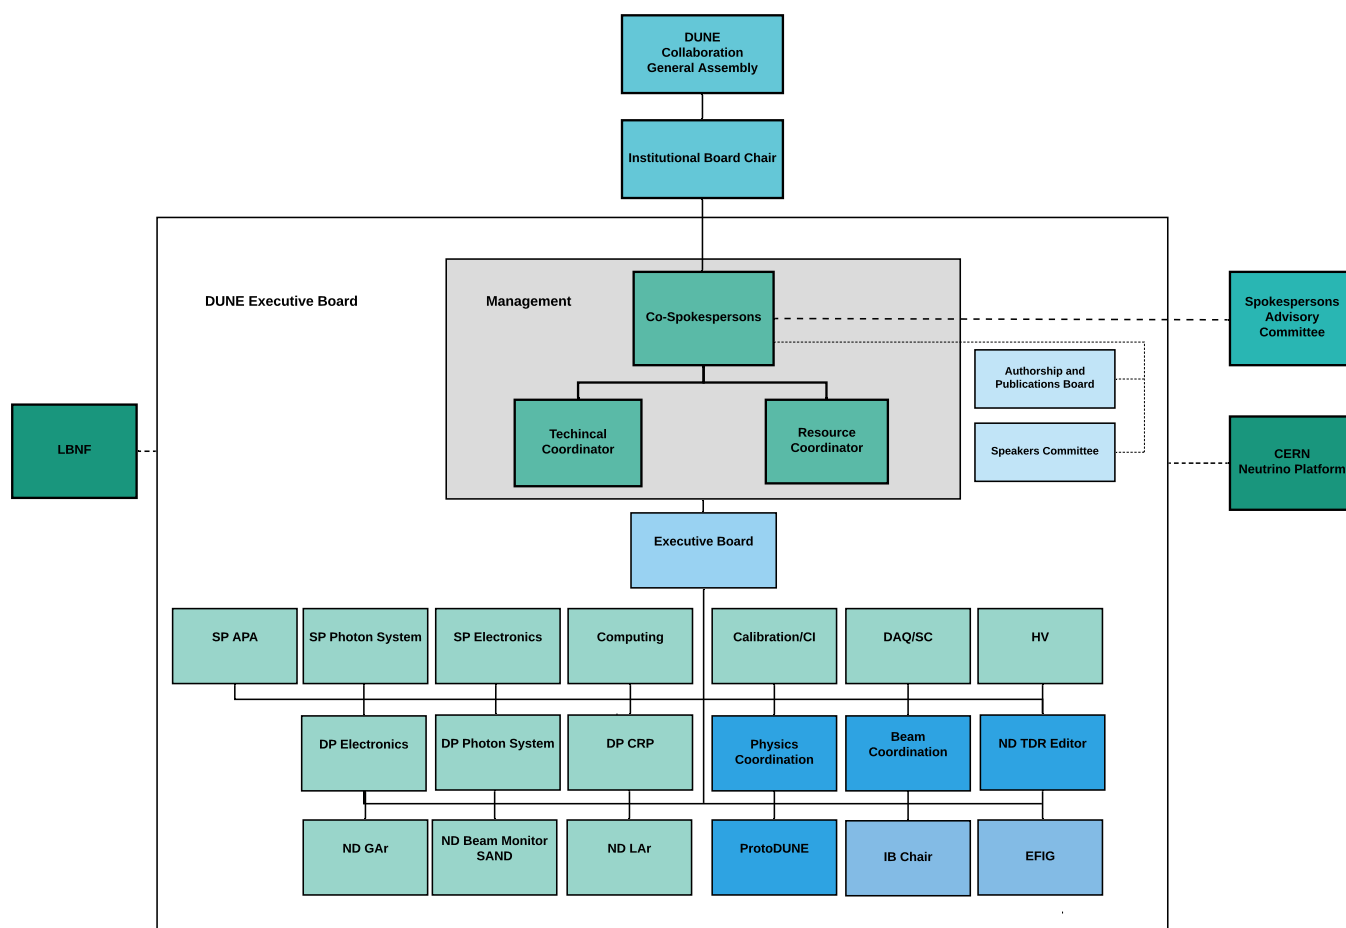 DUNE
Collaboration
General Assembly
Institutional Board Chair
DUNE Executive Board
Management
Co-Spokespersons
Spokespersons
Advisory
Committee
Authorship and
Publications Board
Techincal
Coordinator
Resource
Coordinator
Speakers Committee
LBNF
CERN
Neutrino Platform
Executive Board
SP APA
SP Photon System
SP Electronics
Computing
Calibration/CI
DAQ/SC
HV
DP Electronics
DP Photon System
DP CRP
Physics
Coordination
Beam
Coordination
ND TDR Editor
ND GAr
ND Beam Monitor
SAND
ND LAr
ProtoDUNE
IB Chair
EFIG